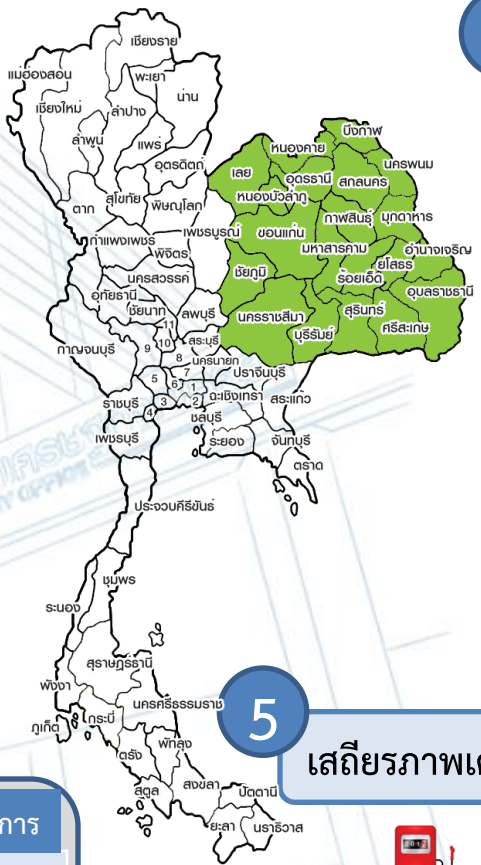 เชียงราย
แม่ฮ่องสอน
พะเยา
น่าน
เชียงใหม่
ลำปาง
ลำพูน
แพร่
อุตรดิตถ์
ตาก
สุโขทัย
พิษณุโลก
กำแพงเพชร
เพชรบูรณ์
พิจิตร
นครสวรรค์
อุทัยธานี
ชัยนาท
ลพบุรี
บึงกาฬ
หนองคาย
เลย
อุดรธานี
นครพนม
สกลนคร
หนองบัวลำภู
ขอนแก่น
กาฬสินธุ์
มุกดาหาร
มหาสารคาม
อำนาจเจริญ
ชัยภูมิ
ยโสธร
ร้อยเอ็ด
อุบลราชธานี
นครราชสีมา
สุรินทร์
บุรีรัมย์
ศรีสะเกษ
11
10
9
8
สระบุรี
นครนายก
กาญจนบุรี
7
ปราจีนบุรี
5
6
1
ฉะเชิงเทรา
สระแก้ว
ราชบุรี
3
2
4
ชลบุรี
เพชรบุรี
ระยอง
จันทบุรี
ตราด
ประจวบคีรีขันธ์
ชุมพร
ระนอง
สุราษฎร์ธานี
พังงา
นครศรีธรรมราช
ภูเก็ต
กระบี่
ตรัง
พัทลุง
สตูล
สงขลา
ปัตตานี
ยะลา
นราธิวาส
5
เสถียรภาพเ
การ